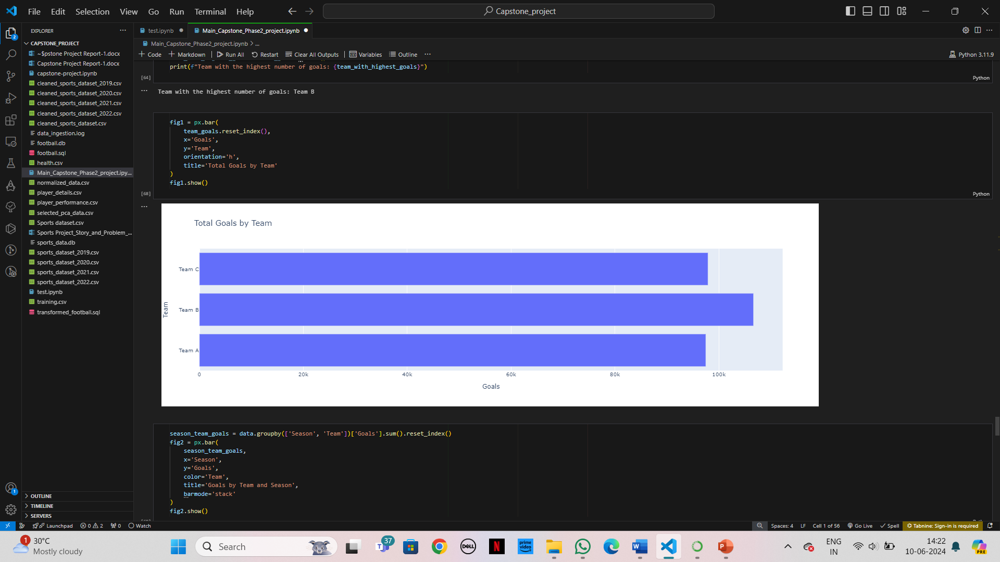 File Edit Selection View Go Run Terminal Help
Capstone_project
EXPLORER
CAPSTONE_PROJECT
~$pstone Project Report-1.docx
Capstone Project Report-1.docx
capstone-project.ipynb
cleaned_sports_dataset_2019.csv
cleaned_sports_dataset_2020.csv
cleaned_sports_dataset_2021.csv
cleaned_sports_dataset_2022.csv
cleaned_sports_dataset.csv
data_ingestion.log
football.db
football.sql
health.csv
Main_Capstone_Phase2_project.ipy...
normalized_data.csv
player_details.csv
player_performance.csv
selected_pca_data.csv
Sports dataset.csv
Sports Project_Story_and_Problem_...
sports_data.db
sports_dataset_2019.csv
sports_dataset_2020.csv
sports_dataset_2021.csv
sports_dataset_2022.csv
test.ipynb
training.csv
transformed_football.sql
OUTLINE
TIMELINE
SERVERS
2
1
test.ipynb
Main_Capstone_Phase2_project.ipynb
Main_Capstone_Phase2_project.ipynb > ...
+ Code + Markdown Run All Restart Clear All Outputs Variables Outline ...
Python 3.11.9
print(f"Team with the highest number of goals: {team_with_highest_goals}")
[64]
Python
Team with the highest number of goals: Team B
fig1 = px.bar(
team_goals.reset_index(),
x='Goals',
y='Team',
orientation='h',
title='Total Goals by Team'
)
fig1.show()
[68]
Python
Total Goals by Team
Team C
Team B
Team A
Team
0 20k 40k 60k 80k 100k
Goals
season_team_goals = data.groupby(['Season', 'Team'])['Goals'].sum().reset_index()
fig2 = px.bar(
season_team_goals,
x='Season',
y='Goals',
color='Team',
title='Goals by Team and Season',
barmode='stack'
)
fig2.show()
Launchpad 0 2 0 Watch
Spaces: 4 LF Cell 1 of 56 Go Live Spell Tabnine: Sign-in is required
1
30°C
Mostly cloudy
Search
37
DELL
N
prime video
W
P
ENG
IN
14:22
10-06-2024
PRE